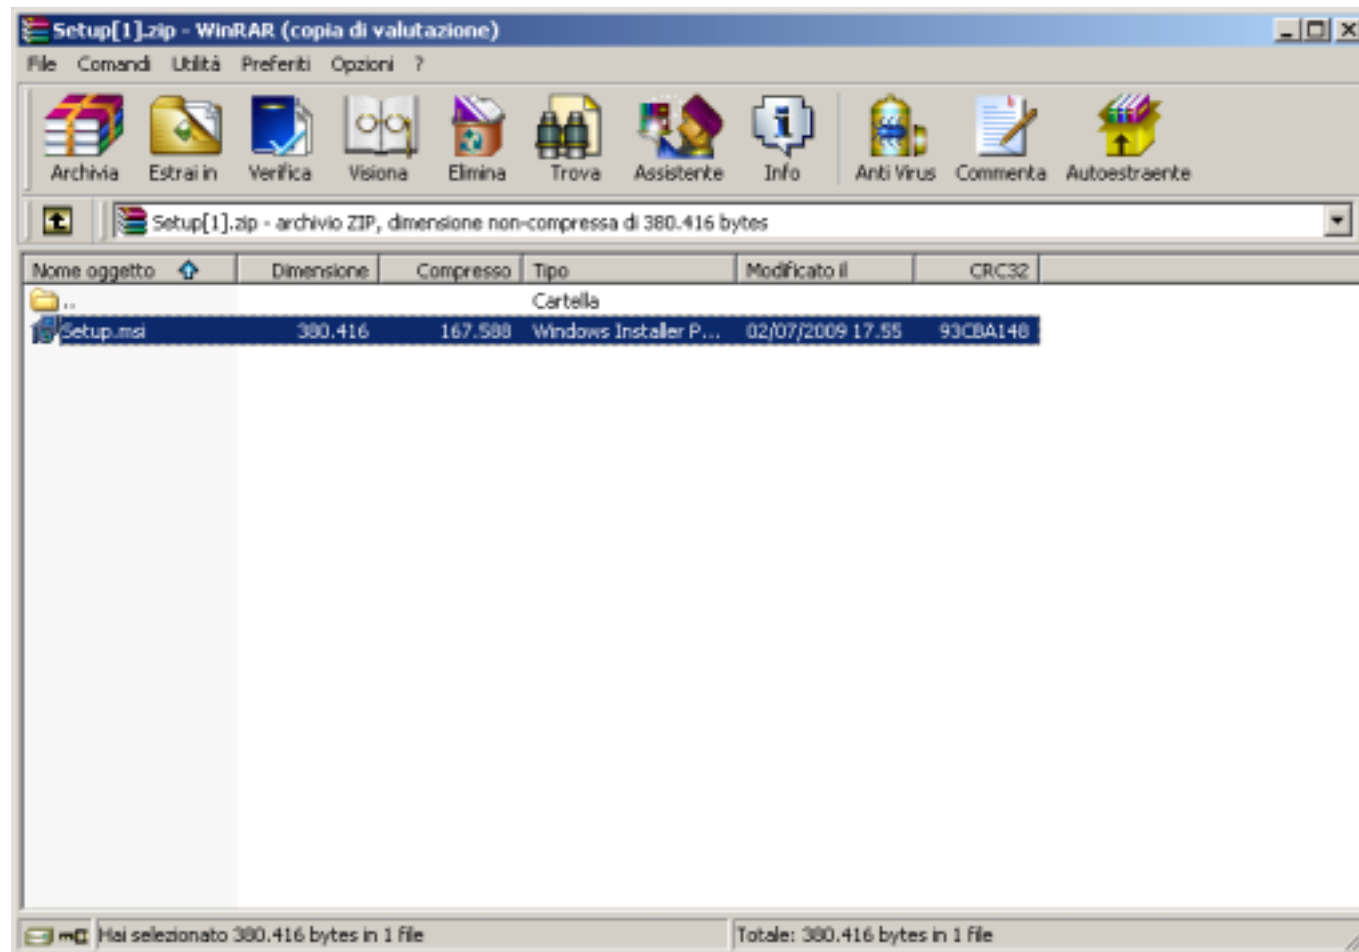 Setup[1].zip - WinRAR (copia di valutazione)
File Comandi Utilità Preferiti Opzioni ?
Archivia Estrai in Verifica Visiona Elimina Trova Assistente Info Anti Virus Commenta Autoestraente
Setup[1].zip - archivio ZIP, dimensione non-compressa di 380.416 bytes
Nome oggetto Dimensione Compresso Tipo Modificato il CRC32
.. Cartella
Setup.msi 380.416 167.588 Windows Installer P... 02/07/2009 17.55 93CBA148
Hai selezionato 380.416 bytes in 1 file Totale: 380.416 bytes in 1 file